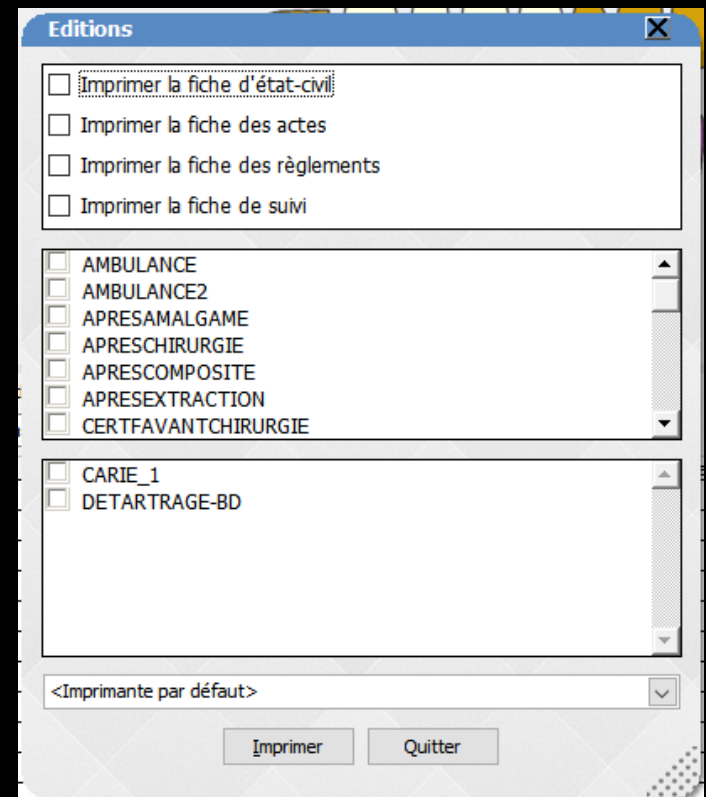 Editions
Imprimer la fiche d'état-civil
Imprimer la fiche des actes
Imprimer la fiche des règlements
Imprimer la fiche de suivi
AMBULANCE
AMBULANCE2
APRESAMALGAME
APRESCHIRURGIE
APRESCOMPOSITE
APRESEXTRACTION
CERTFAVANTCHIRURGIE
CARIE_1
DETARTRAGE-BD
<Imprimante par défaut>
Imprimer Quitter